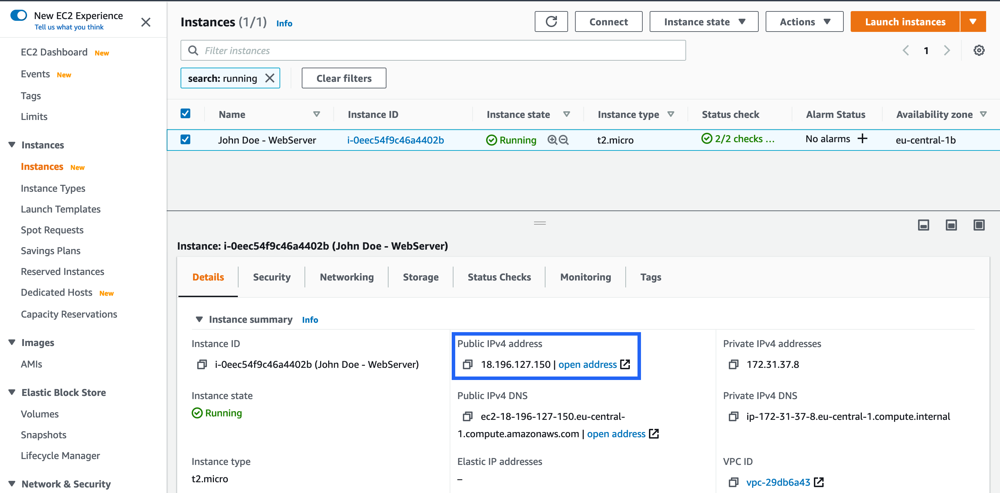 New EC2 Experience
Tell us what you think
EC2 Dashboard New
Events New
Tags
Limits
Instances
Instances New
Instance Types
Launch Templates
Spot Requests
Savings Plans
Reserved Instances
Dedicated Hosts New
Capacity Reservations
Images
AMIs
Elastic Block Store
Volumes
Snapshots
Lifecycle Manager
Network & Security
Instances (1/1) Info
Connect
Instance state
Actions
Launch instances
Filter instances
1
search: running
Clear filters
Name Instance ID Instance state Instance type Status check Alarm Status Availability zone
John Doe - WebServer i-0eec54f9c46a4402b Running t2.micro 2/2 checks ... No alarms + eu-central-1b
Instance: i-0eec54f9c46a4402b (John Doe - WebServer)
Details Security Networking Storage Status Checks Monitoring Tags
Instance summary Info
Instance ID
i-0eec54f9c46a4402b (John Doe - WebServer)
Public IPv4 address
18.196.127.150 | open address
Private IPv4 addresses
172.31.37.8
Instance state
Running
Public IPv4 DNS
ec2-18-196-127-150.eu-central-
1.compute.amazonaws.com | open address
Private IPv4 DNS
ip-172-31-37-8.eu-central-1.compute.internal
Instance type
t2.micro
Elastic IP addresses
–
VPC ID
vpc-29db6a43